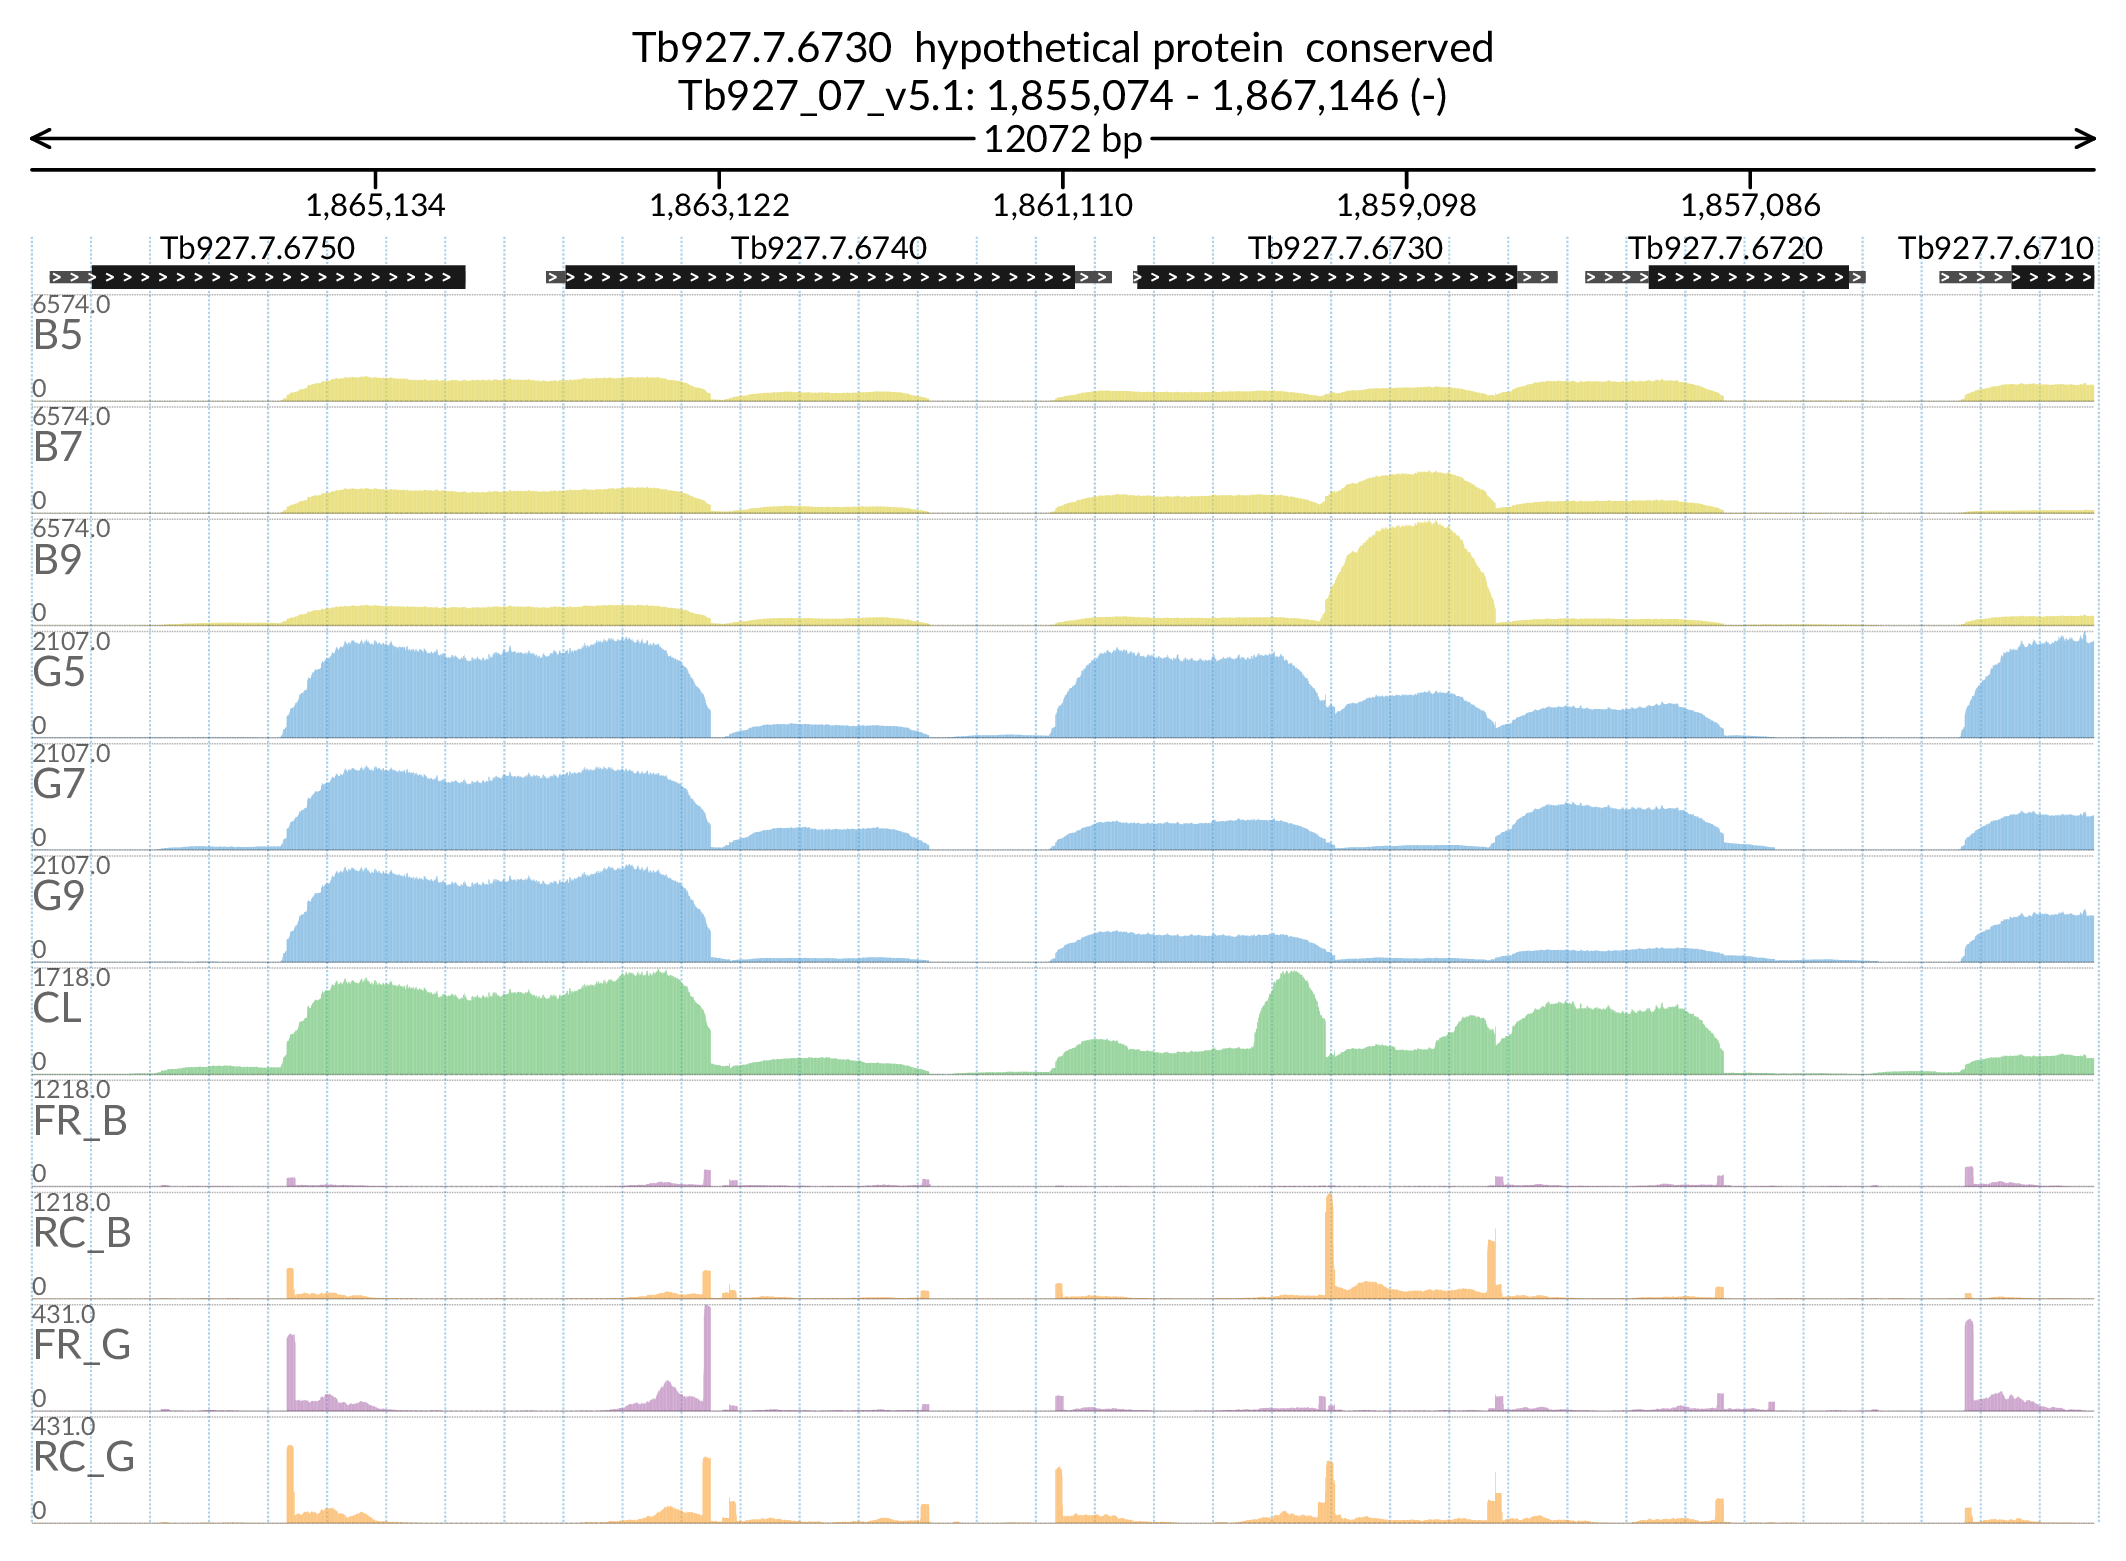 Tb927.7.6730  hypothetical protein  conserved
Tb927_07_v5.1: 1,855,074 - 1,867,146 (-)
12072 bp
1,865,134 1,863,122 1,861,110 1,859,098 1,857,086
Tb927.7.6750 Tb927.7.6740 Tb927.7.6730 Tb927.7.6720 Tb927.7.6710
6574.0
B5
0
6574.0
B7
0
6574.0
B9
0
2107.0
G5
0
2107.0
G7
0
2107.0
G9
0
1718.0
CL
0
1218.0
FR_B
0
1218.0
RC_B
0
431.0
FR_G
0
431.0
RC_G
0